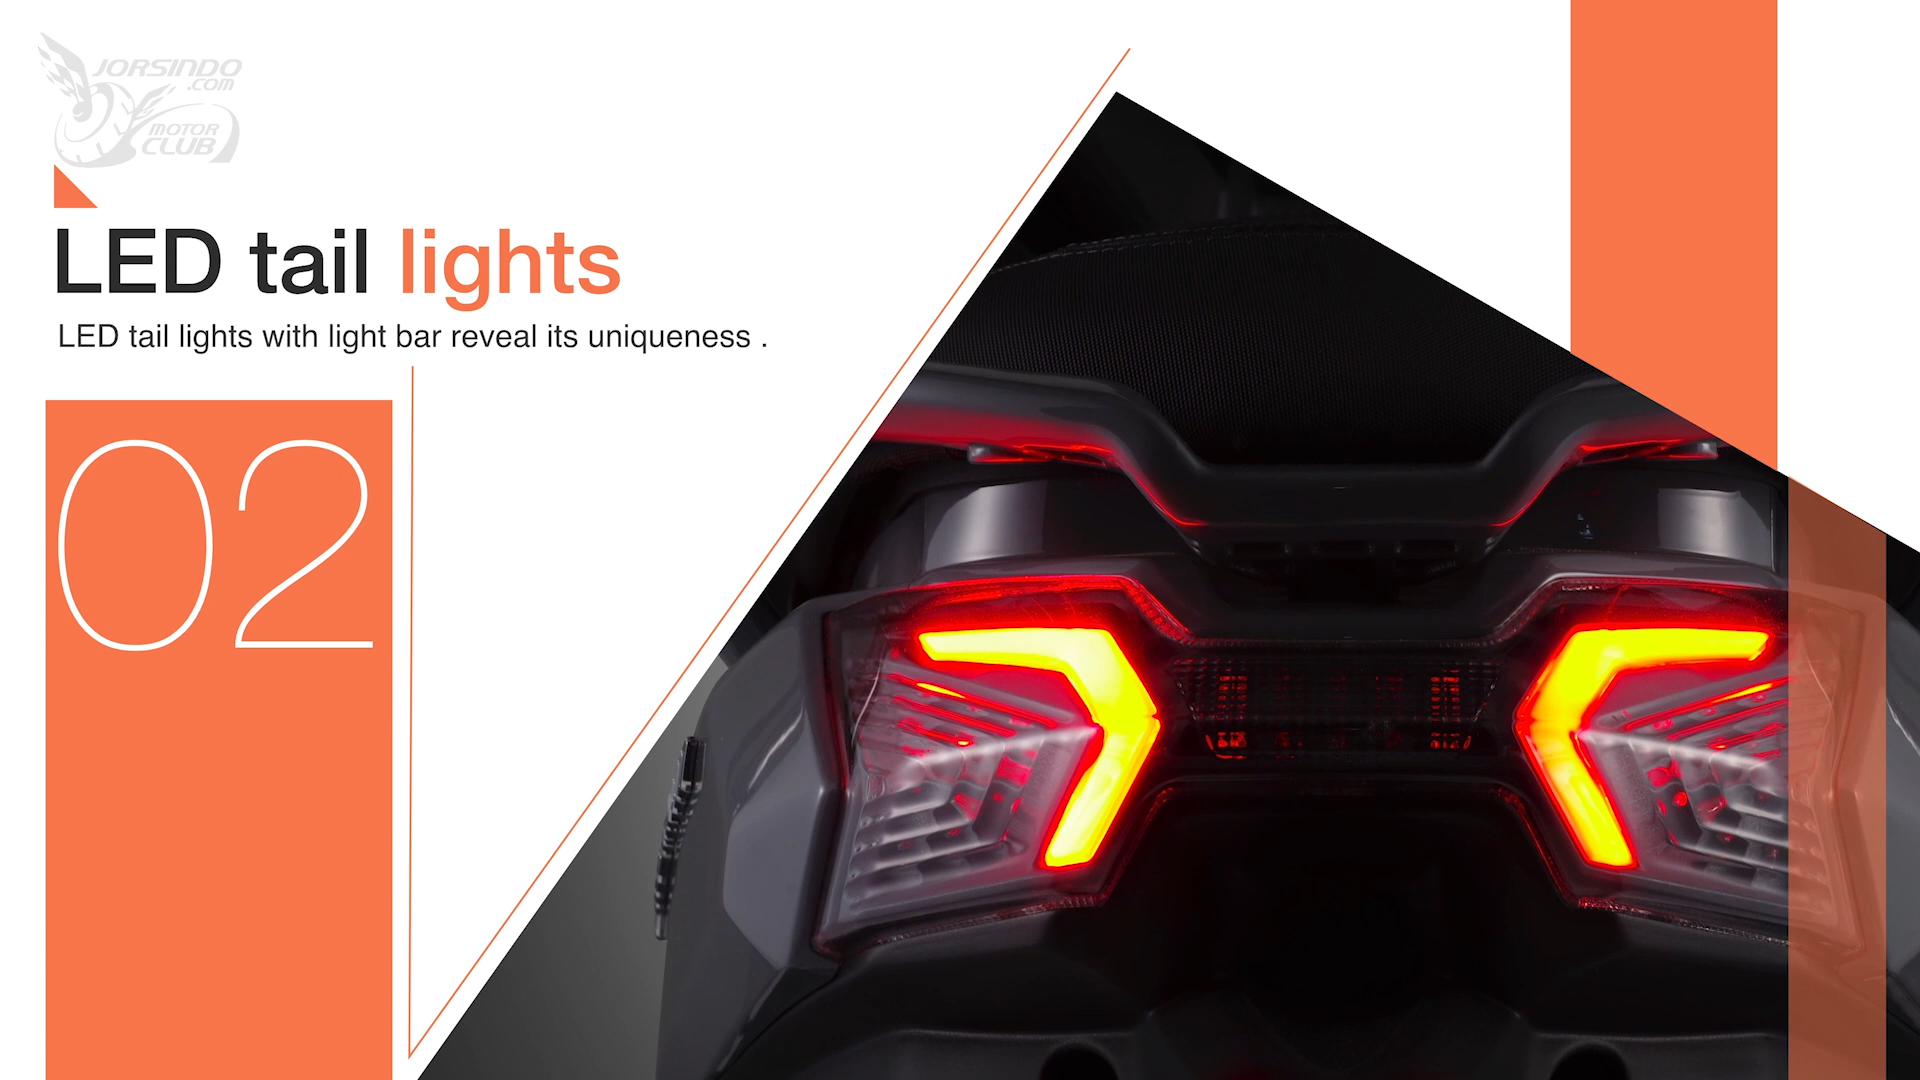 JORSINDO
.COM
MOTOR
CLUB
LED tail lights
LED tail lights with light bar reveal its uniqueness .
02